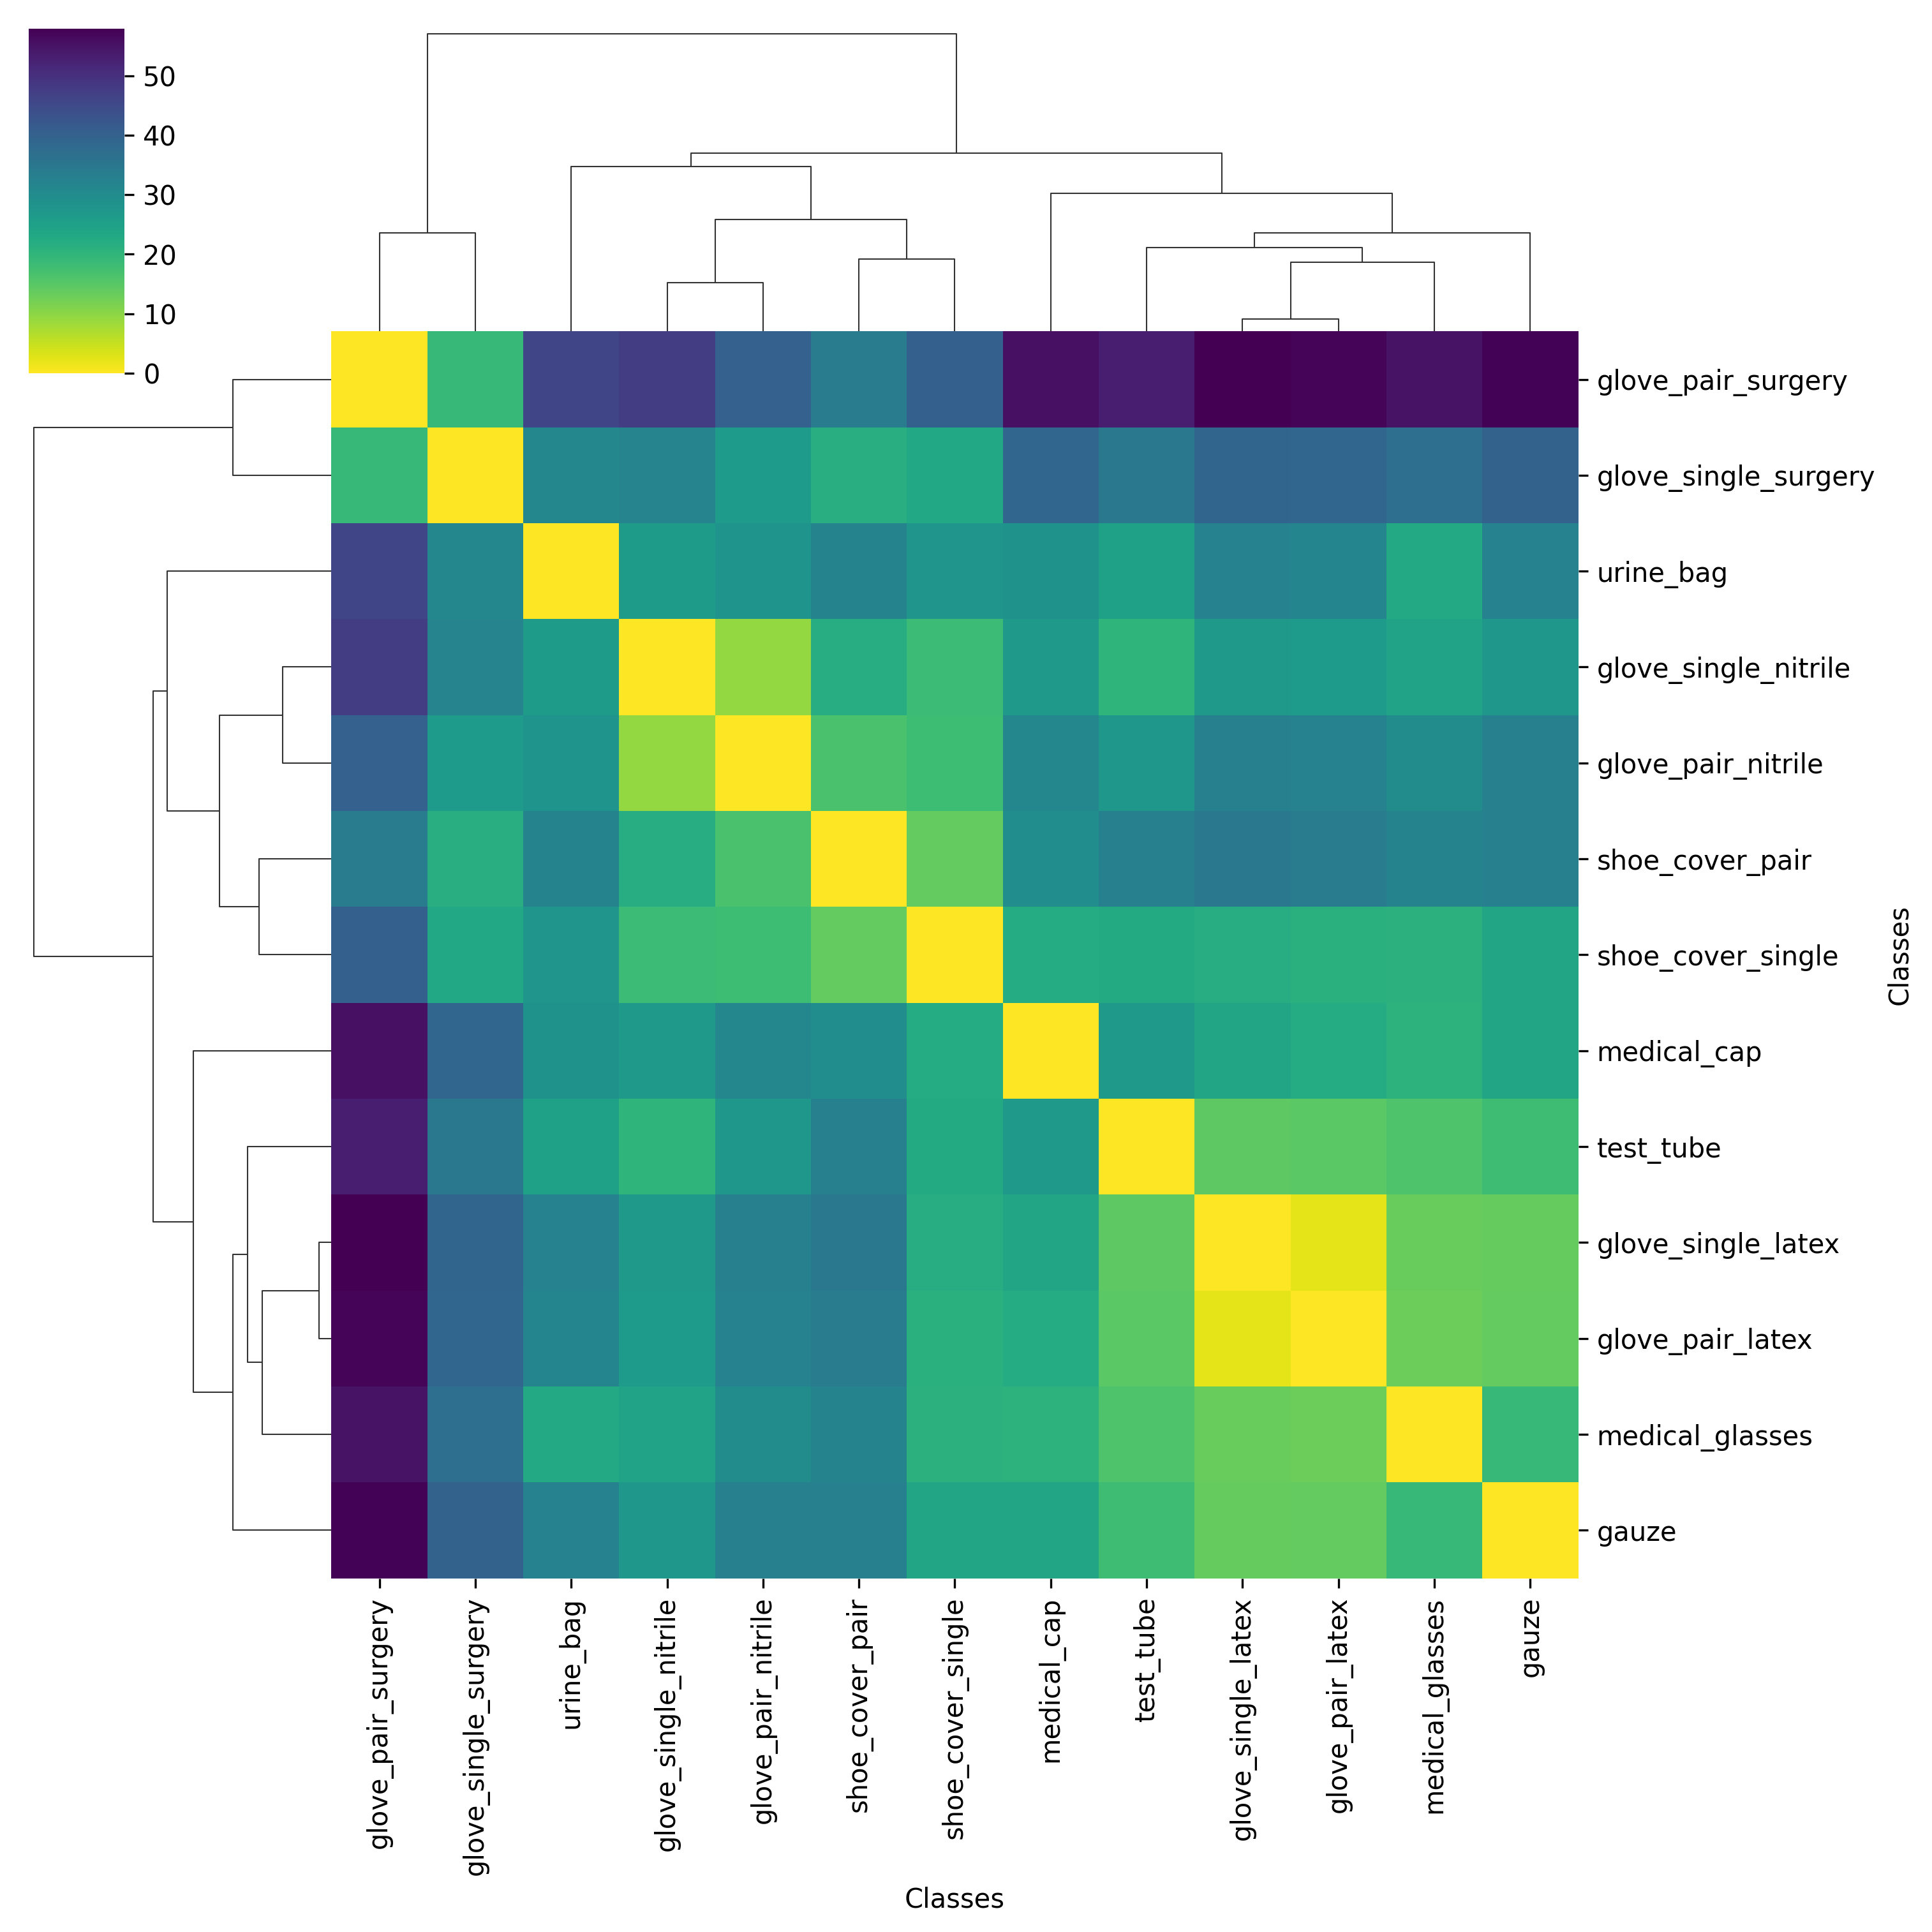 50
40
30
20
10
0
glove_pair_surgery
glove_single_surgery
urine_bag
glove_single_nitrile
glove_pair_nitrile
shoe_cover_pair
shoe_cover_single
medical_cap
test_tube
glove_single_latex
glove_pair_latex
medical_glasses
gauze
Classes
glove_pair_surgery
glove_single_surgery
urine_bag
glove_single_nitrile
glove_pair_nitrile
shoe_cover_pair
shoe_cover_single
medical_cap
test_tube
glove_single_latex
glove_pair_latex
medical_glasses
gauze
Classes